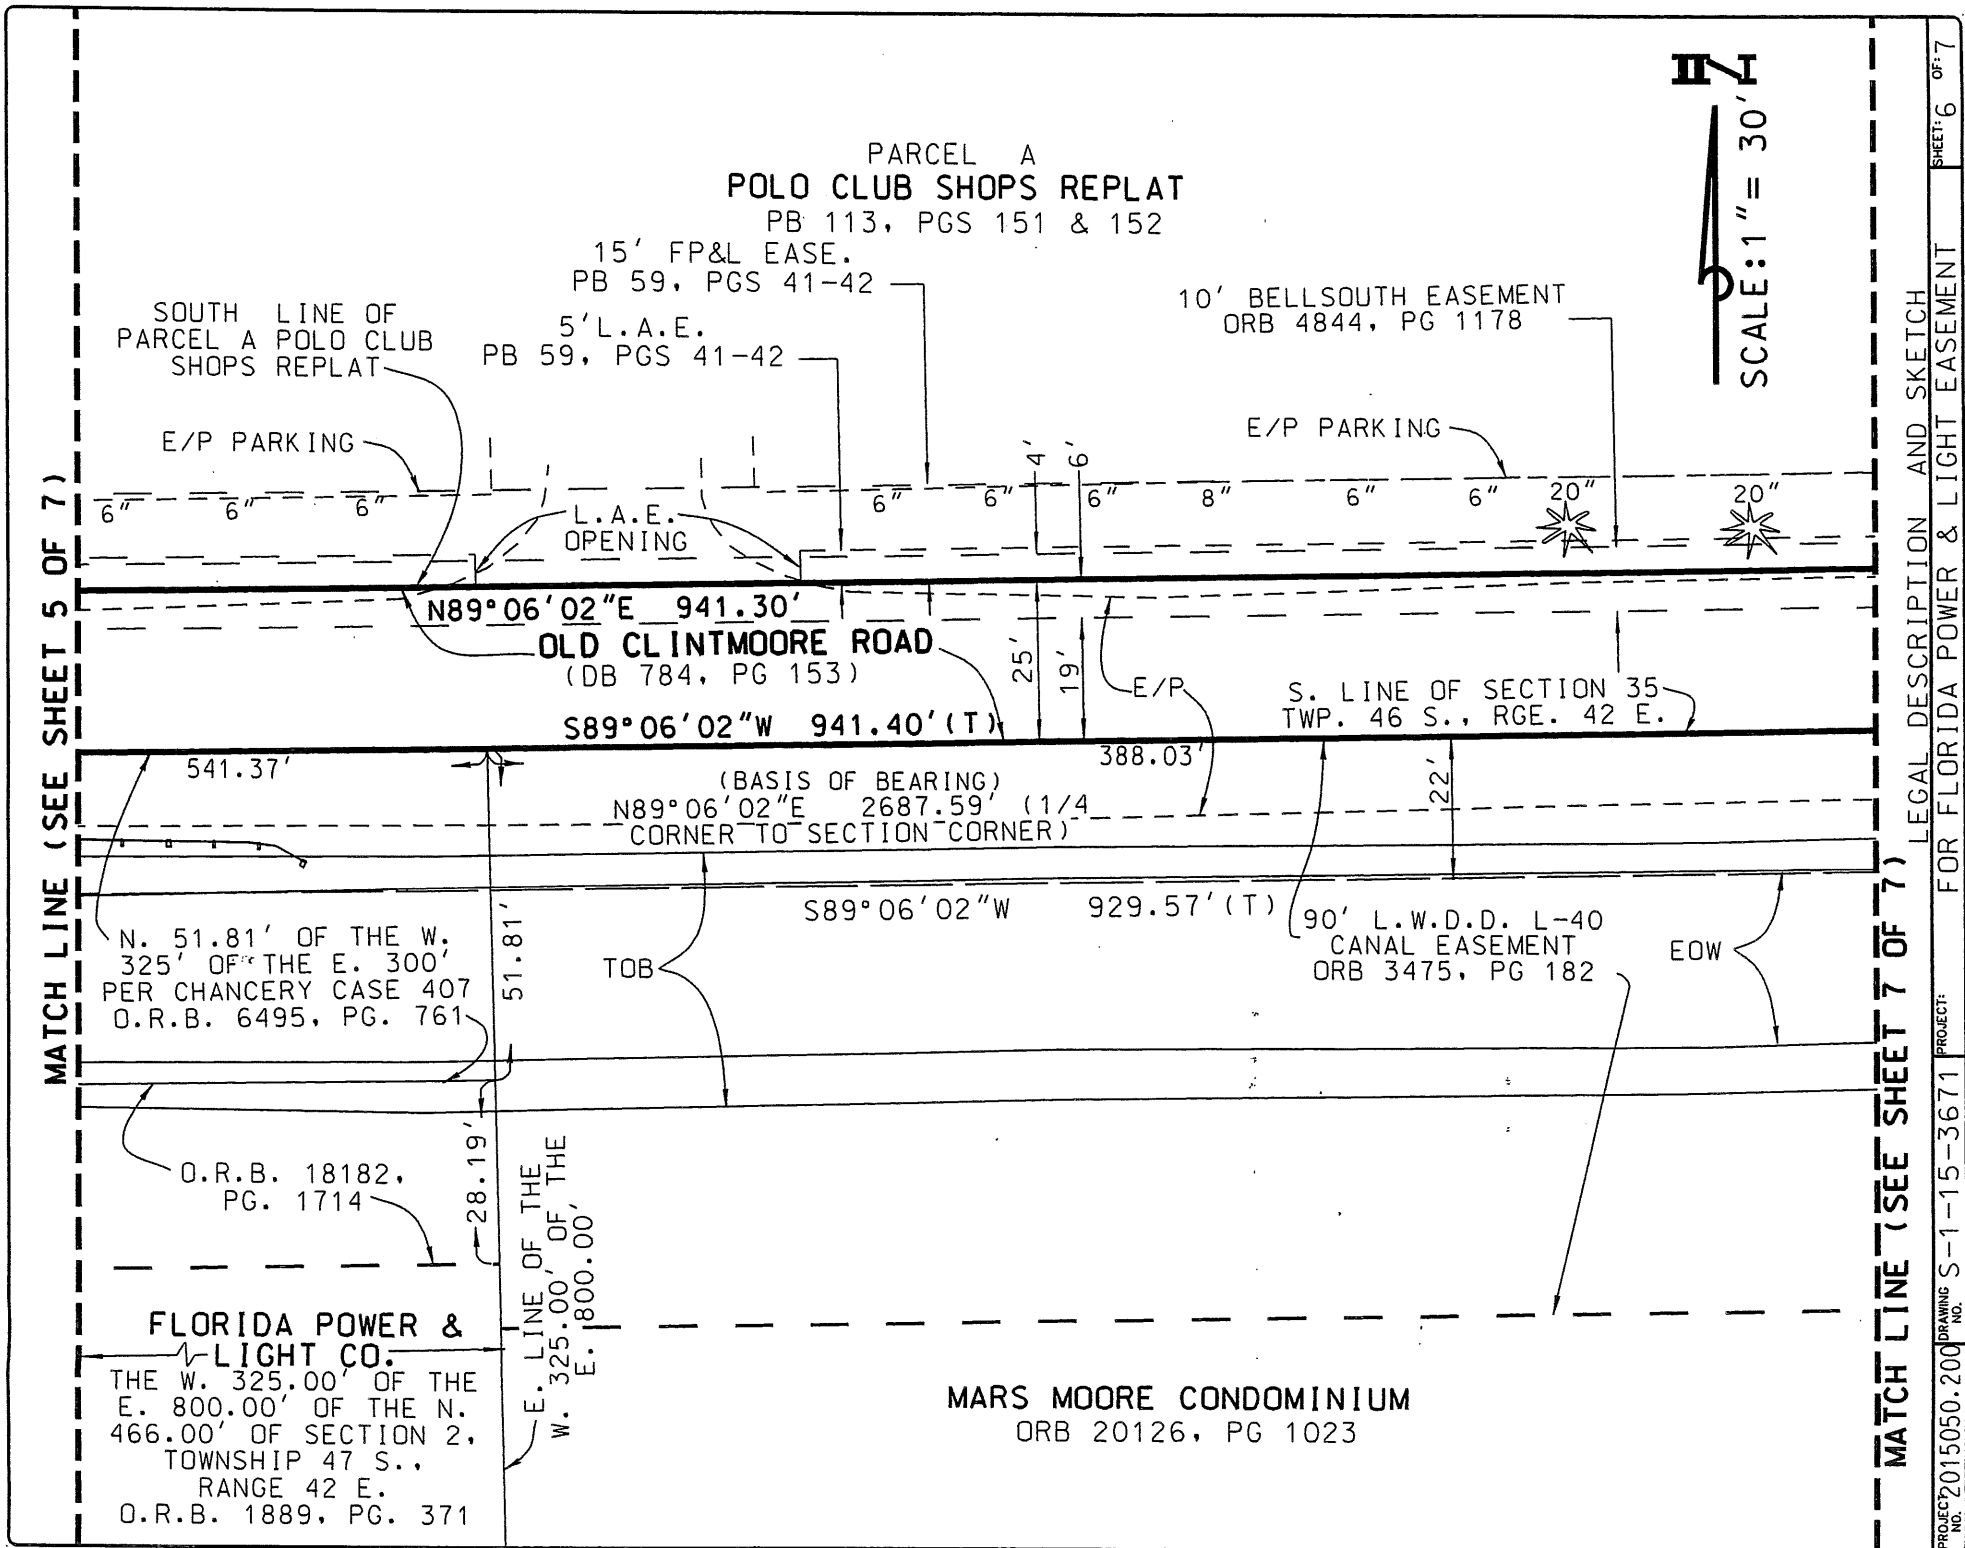 PARCEL A
POLO CLUB SHOPS REPLAT
PB 113, PGS 151 & 152
15' FP&L EASE.
PB 59, PGS 41-42
5' L.A.E.
PB 59, PGS 41-42
SOUTH LINE OF
PARCEL A POLO CLUB
SHOPS REPLAT
10' BELLSOUTH EASEMENT
ORB 4844, PG 1178
SCALE: 1" = 30'
E/P PARKING
E/P PARKING
4'
6'
6"
6"
6"
6"
6"
6"
8"
6"
6"
20"
20"
L.A.E.
OPENING
N89°06'02"E 941.30'
OLD CLINTMOORE ROAD
(DB 784, PG 153)
25'
19'
E/P
S. LINE OF SECTION 35
TWP. 46 S., RGE. 42 E.
S89°06'02"W 941.40'(T)
541.37'
388.03'
22'
(BASIS OF BEARING)
N89°06'02"E 2687.59' (1/4
CORNER TO SECTION CORNER)
S89°06'02"W 929.57'(T)
N. 51.81' OF THE W.
325' OF THE E. 300'
PER CHANCERY CASE 407
O.R.B. 6495, PG. 761
51.81'
TOB
90' L.W.D.D. L-40
CANAL EASEMENT
ORB 3475, PG 182
EOW
O.R.B. 18182,
PG. 1714
28.19'
E. LINE OF THE
W. 325.00' OF THE
E. 800.00'
FLORIDA POWER &
LIGHT CO.
THE W. 325.00' OF THE
E. 800.00' OF THE N.
466.00' OF SECTION 2,
TOWNSHIP 47 S.,
RANGE 42 E.
O.R.B. 1889, PG. 371
MARS MOORE CONDOMINIUM
ORB 20126, PG 1023
MATCH LINE (SEE SHEET 5 OF 7)
MATCH LINE (SEE SHEET 7 OF 7)
PROJECT NO. 2015050.200
DRAWING NO. S-1-15-3671
PROJECT:
LEGAL DESCRIPTION AND SKETCH
FOR FLORIDA POWER & LIGHT EASEMENT
SHEET: 6 OF: 7